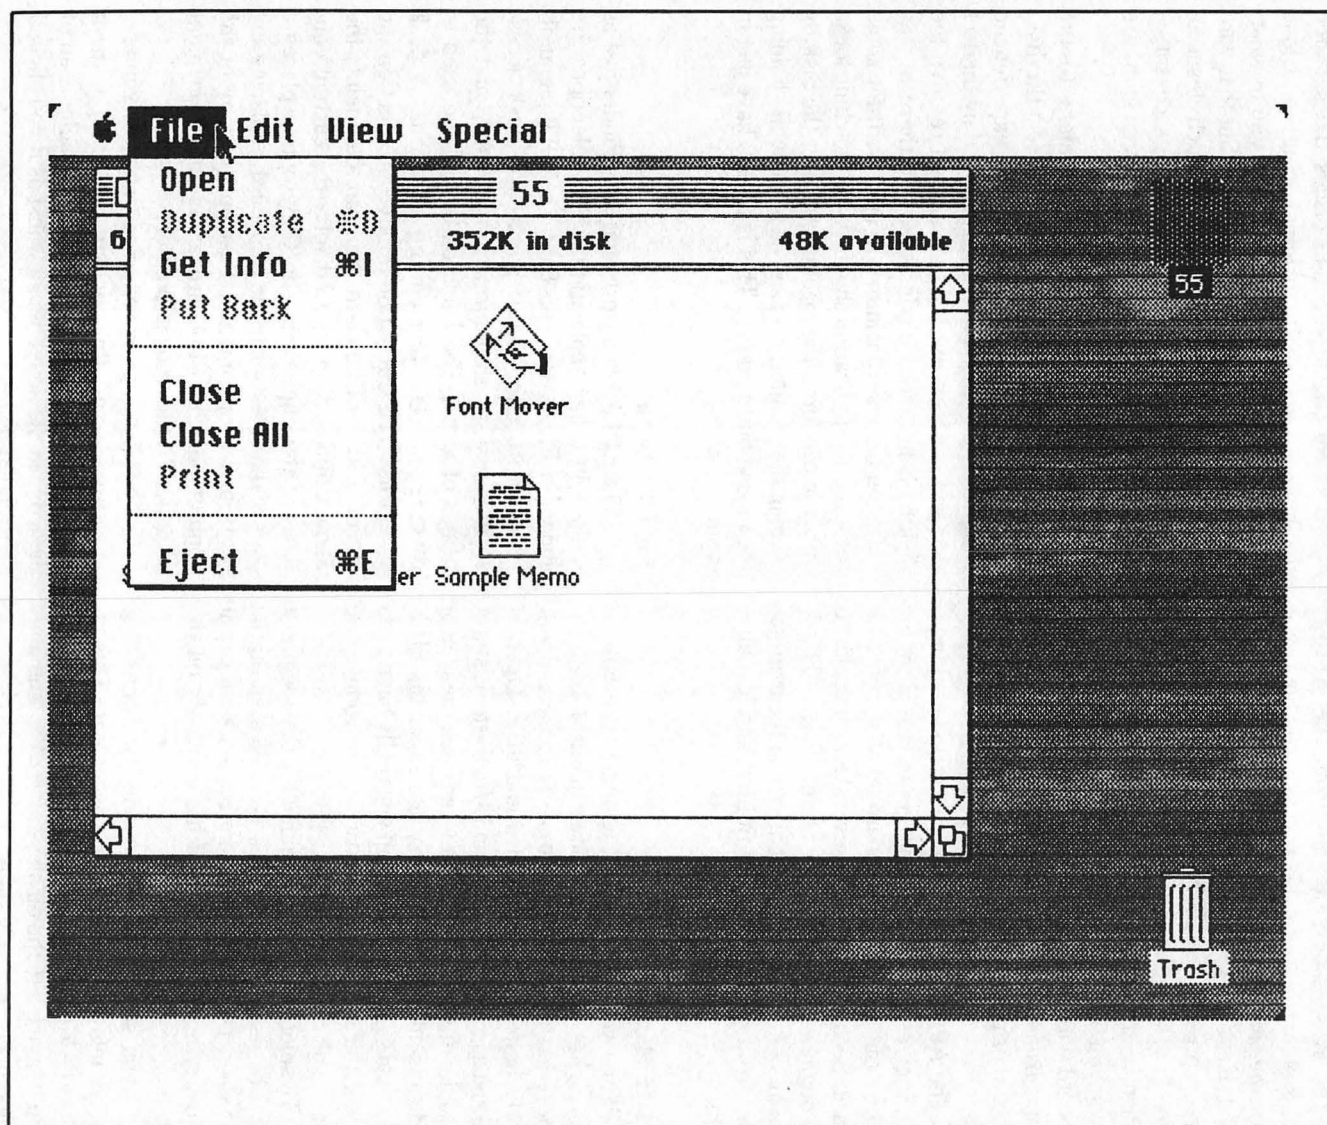 File Edit View Special
Open
Duplicate ⌘D
Get Info ⌘I
Put Back
Close
Close All
Print
Eject ⌘E
55
6
352K in disk
48K available
Font Mover
S
er
Sample Memo
55
Trash